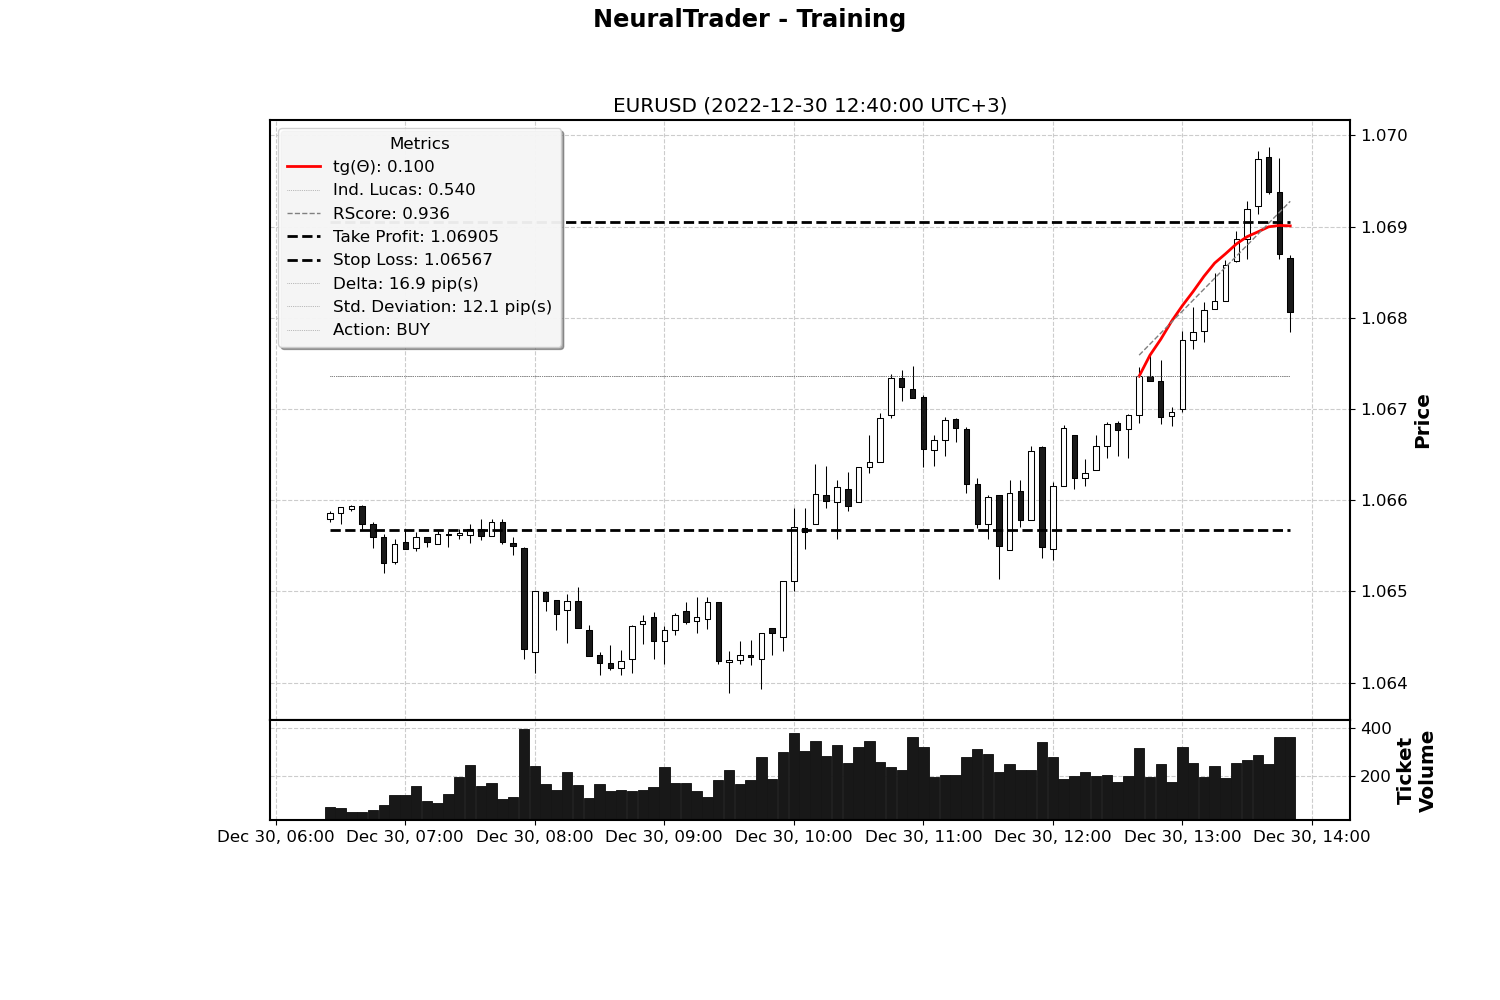 NeuralTrader - Training
EURUSD (2022-12-30 12:40:00 UTC+3)
Metrics
tg(Θ): 0.100
Ind. Lucas: 0.540
RScore: 0.936
Take Profit: 1.06905
Stop Loss: 1.06567
Delta: 16.9 pip(s)
Std. Deviation: 12.1 pip(s)
Action: BUY
1.070
1.069
1.068
1.067
1.066
1.065
1.064
Price
400
200
Ticket
Volume
Dec 30, 06:00
Dec 30, 07:00
Dec 30, 08:00
Dec 30, 09:00
Dec 30, 10:00
Dec 30, 11:00
Dec 30, 12:00
Dec 30, 13:00
Dec 30, 14:00